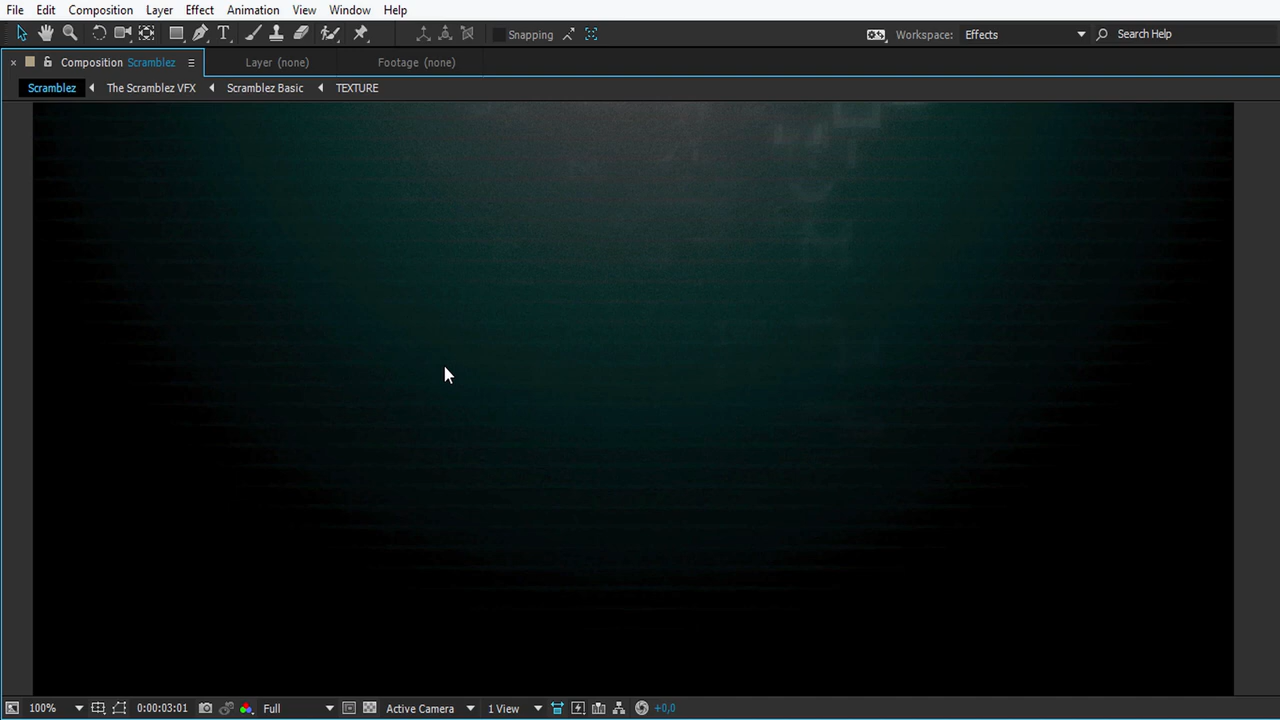 File Edit Composition Layer Effect Animation View Window Help
Snapping Workspace: Effects Search Help
× Composition Scramblez Layer (none) Footage (none)
Scramblez The Scramblez VFX Scramblez Basic TEXTURE
100% 0:00:03:01 Full Active Camera 1 View +0,0